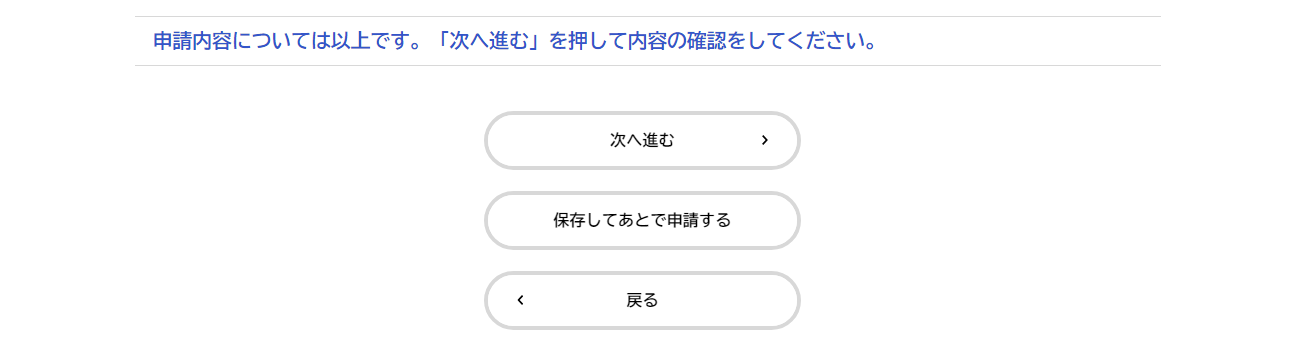 申請内容については以上です。「次へ進む」を押して内容の確認をしてください。
次へ進む
保存してあとで申請する
戻る